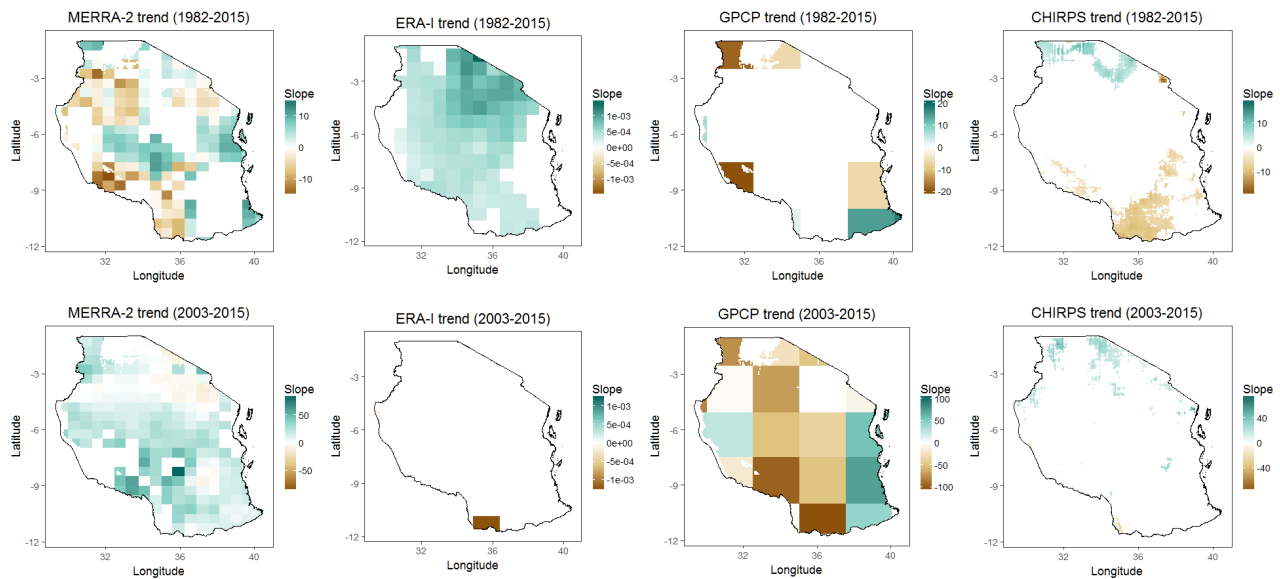 MERRA-2 trend (1982-2015)
-3
-6
-9
-12
Latitude
32
36
40
Longitude
Slope
10
0
-10
ERA-I trend (1982-2015)
-3
-6
-9
-12
Latitude
32
36
40
Longitude
Slope
1e-03
5e-04
0e+00
-5e-04
-1e-03
GPCP trend (1982-2015)
-3
-6
-9
-12
Latitude
32
36
40
Longitude
Slope
20
10
0
-10
-20
CHIRPS trend (1982-2015)
-3
-6
-9
-12
Latitude
32
36
40
Longitude
Slope
20
10
0
-10
MERRA-2 trend (2003-2015)
-3
-6
-9
-12
Latitude
32
36
40
Longitude
Slope
50
0
-50
ERA-I trend (2003-2015)
-3
-6
-9
-12
Latitude
32
36
40
Longitude
Slope
1e-03
5e-04
0e+00
-5e-04
-1e-03
GPCP trend (2003-2015)
-3
-6
-9
-12
Latitude
32
36
40
Longitude
Slope
100
50
0
-50
-100
CHIRPS trend (2003-2015)
-3
-6
-9
-12
Latitude
32
36
40
Longitude
Slope
40
0
-40